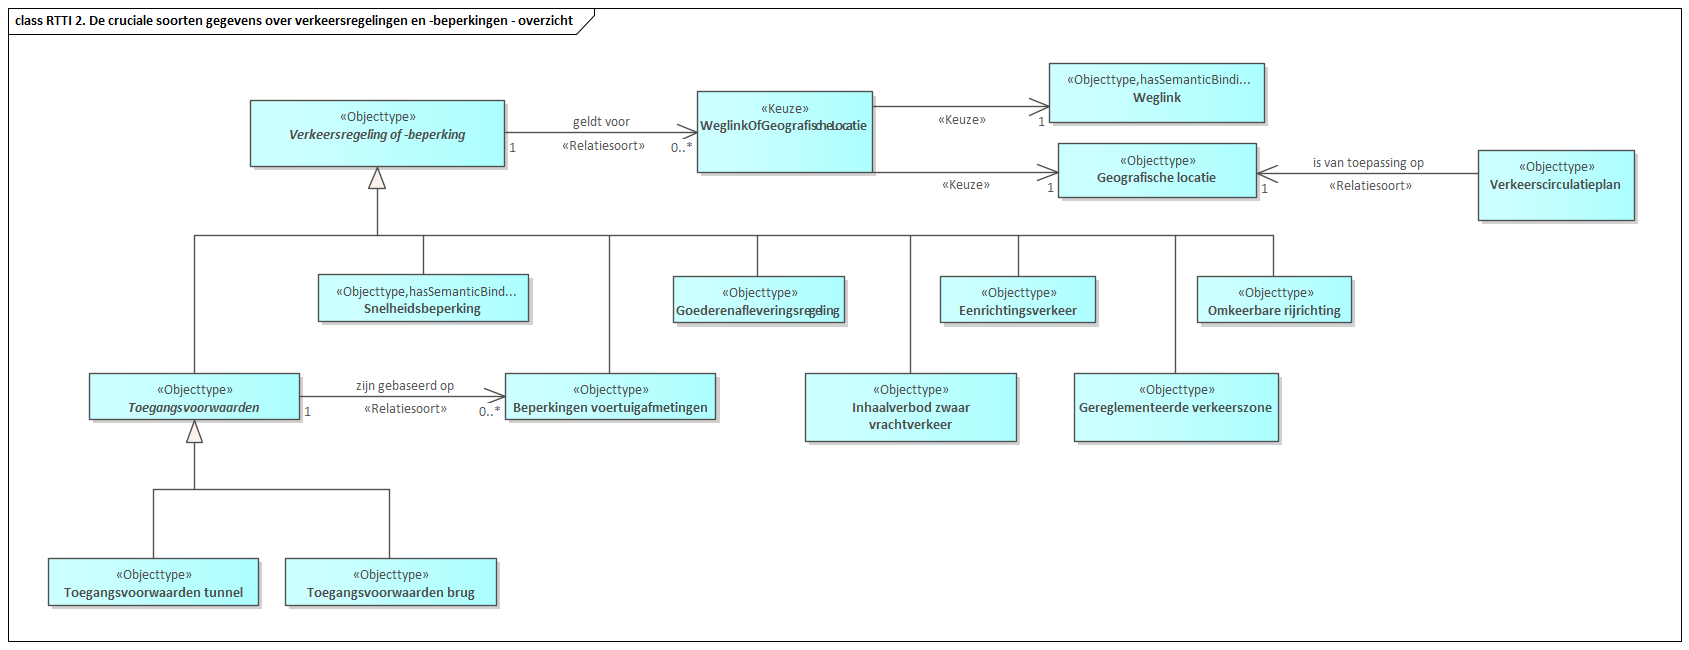 class RTTI 2. De cruciale soorten gegevens over verkeersregelingen en -beperkingen - overzicht
«Objecttype»
Verkeersregeling of -beperking
1
geldt voor
«Relatiesoort»
0..*
«Keuze»
WeglinkOfGeografischeLocatie
«Keuze»
1
«Objecttype,hasSemanticBindi...
Weglink
«Keuze»
1
«Objecttype»
Geografische locatie
1
is van toepassing op
«Relatiesoort»
«Objecttype»
Verkeerscirculatieplan
«Objecttype,hasSemanticBind...
Snelheidsbeperking
«Objecttype»
Goederenafleveringsregeling
«Objecttype»
Eenrichtingsverkeer
«Objecttype»
Omkeerbare rijrichting
«Objecttype»
Toegangsvoorwaarden
1
zijn gebaseerd op
«Relatiesoort»
0..*
«Objecttype»
Beperkingen voertuigafmetingen
«Objecttype»
Inhaalverbod zwaar
vrachtverkeer
«Objecttype»
Gereglementeerde verkeerszone
«Objecttype»
Toegangsvoorwaarden tunnel
«Objecttype»
Toegangsvoorwaarden brug